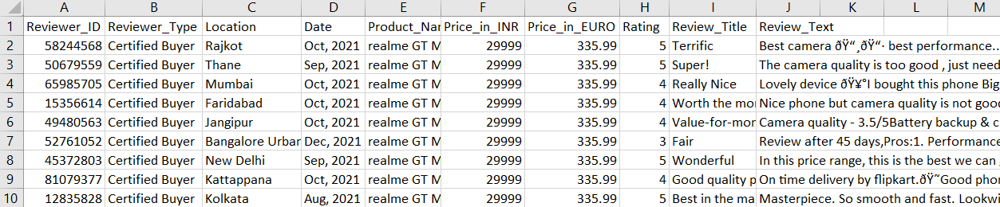 A B C D E F G H I J K L M
1 Reviewer_ID Reviewer_Type Location Date Product_Nar Price_in_INR Price_in_EURO Rating Review_Title Review_Text
2 58244568 Certified Buyer Rajkot Oct, 2021 realme GT M 29999 335.99 5 Terrific Best camera ðŸ“¸ðŸ“· best performance..
3 50679559 Certified Buyer Thane Sep, 2021 realme GT M 29999 335.99 5 Super! The camera quality is too good , just need
4 65985705 Certified Buyer Mumbai Oct, 2021 realme GT M 29999 335.99 4 Really Nice Lovely device ðŸ¥°I bought this phone Big
5 15356614 Certified Buyer Faridabad Oct, 2021 realme GT M 29999 335.99 4 Worth the mo Nice phone but camera quality is not good
6 49480563 Certified Buyer Jangipur Oct, 2021 realme GT M 29999 335.99 4 Value-for-mor Camera quality - 3.5/5Battery backup & c
7 52761052 Certified Buyer Bangalore Urban Dec, 2021 realme GT M 29999 335.99 3 Fair Review after 45 days,Pros:1. Performance
8 45372803 Certified Buyer New Delhi Sep, 2021 realme GT M 29999 335.99 5 Wonderful In this price range, this is the best we can
9 81079377 Certified Buyer Kattappana Oct, 2021 realme GT M 29999 335.99 4 Good quality p On time delivery by flipkart.ðŸ˜Good pho
10 12835828 Certified Buyer Kolkata Aug, 2021 realme GT M 29999 335.99 5 Best in the ma Masterpiece. So smooth and fast. Lookwi